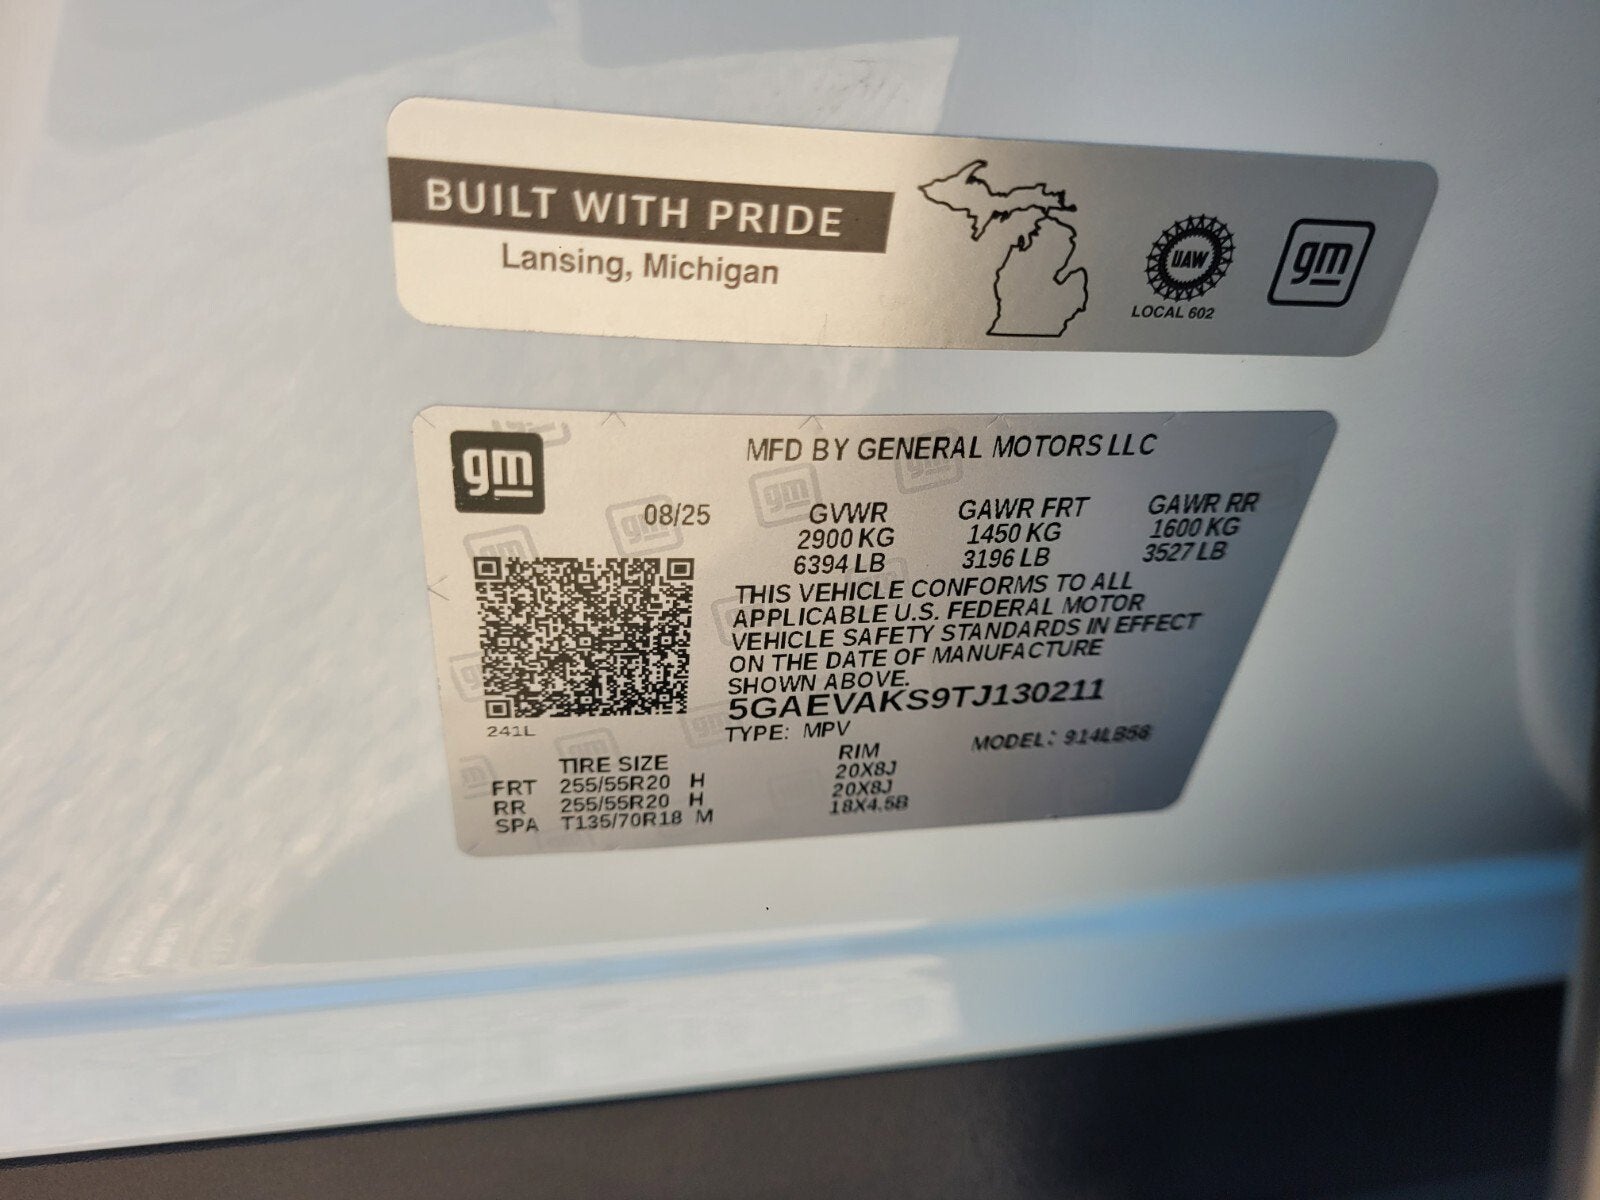 BUILT WITH PRIDE
Lansing, Michigan
UAW
LOCAL 602
gm
gm
MFD BY GENERAL MOTORS LLC
08/25 GVWR GAWR FRT GAWR RR
2900 KG 1450 KG 1600 KG
6394 LB 3196 LB 3527 LB
THIS VEHICLE CONFORMS TO ALL
APPLICABLE U.S. FEDERAL MOTOR
VEHICLE SAFETY STANDARDS IN EFFECT
ON THE DATE OF MANUFACTURE
SHOWN ABOVE.
5GAEVAKS9TJ130211
241L
TYPE: MPV MODEL: 914LB56
TIRE SIZE RIM
FRT 255/55R20 H 20X8J
RR 255/55R20 H 20X8J
SPA T135/70R18 M 18X4.5B